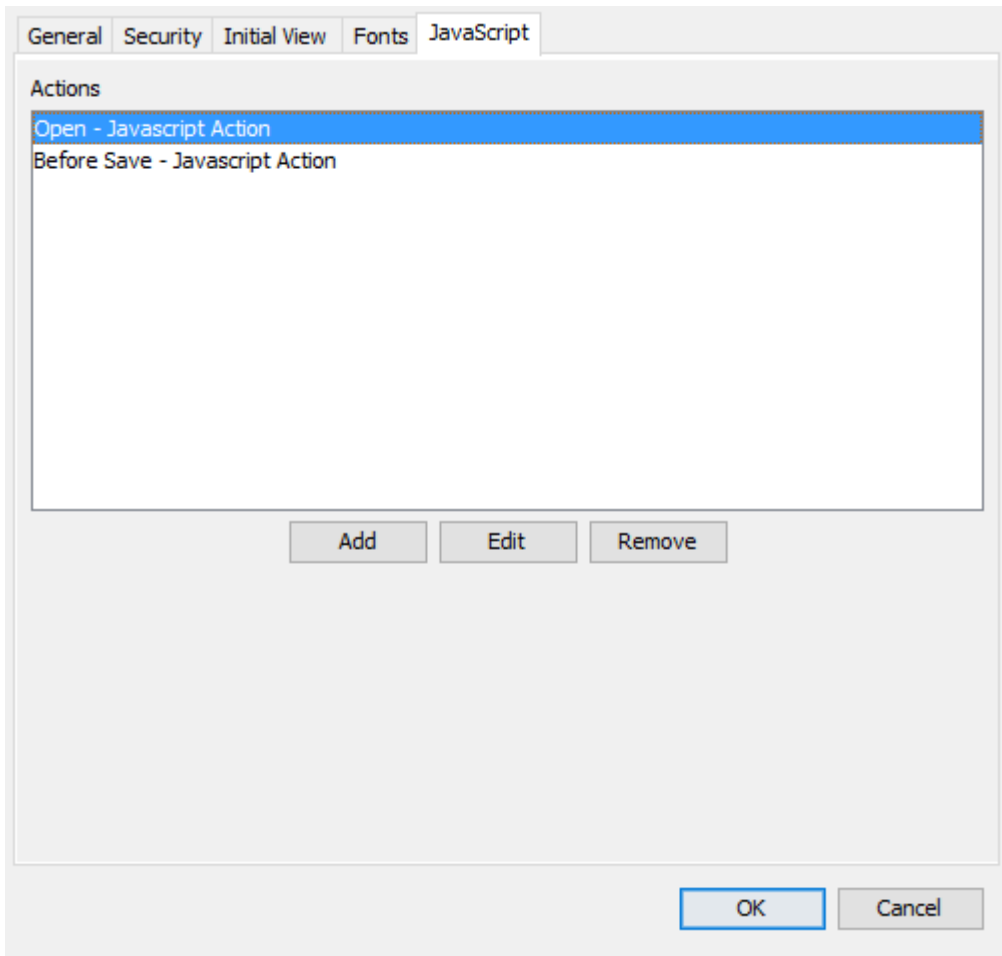 General Security Initial View Fonts JavaScript
Actions
Open - Javascript Action
Before Save - Javascript Action
Add Edit Remove
OK Cancel